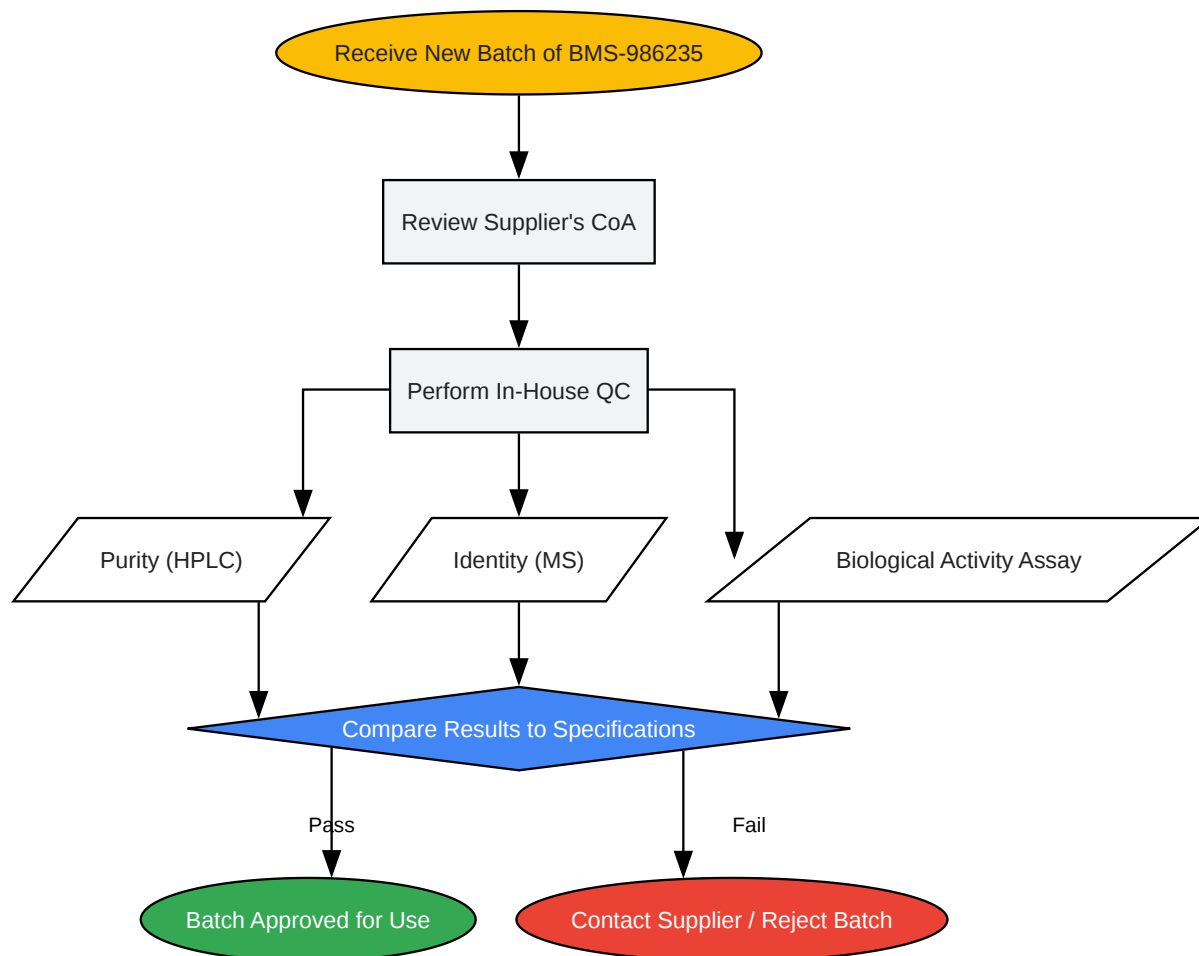 Receive New Batch of BMS-986235
Review Supplier's CoA
Perform In-House QC
Purity (HPLC)
Identity (MS)
Biological Activity Assay
Compare Results to Specifications
Pass
Fail
Batch Approved for Use
Contact Supplier / Reject Batch